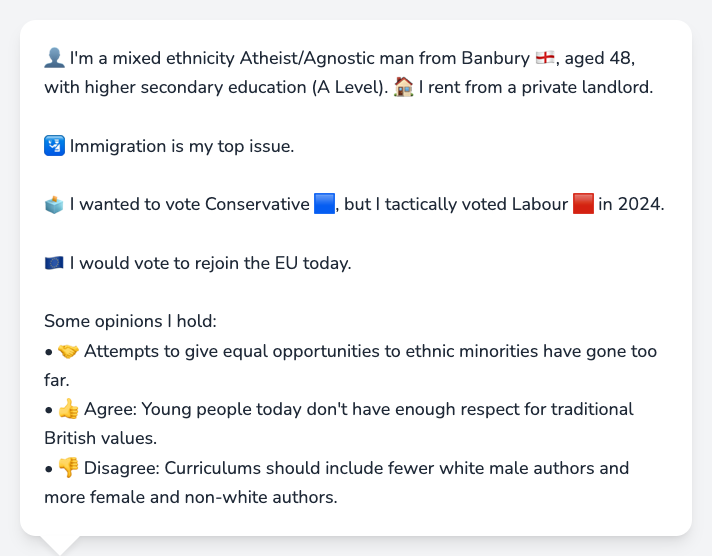 👤 I'm a mixed ethnicity Atheist/Agnostic man from Banbury 🏴󠁧󠁢󠁥󠁮󠁧󠁿, aged 48,
with higher secondary education (A Level). 🏠 I rent from a private landlord.
🛂 Immigration is my top issue.
🗳️ I wanted to vote Conservative 🟦, but I tactically voted Labour 🟥 in 2024.
🇪🇺 I would vote to rejoin the EU today.
Some opinions I hold:
• 🤝 Attempts to give equal opportunities to ethnic minorities have gone too
far.
• 👍 Agree: Young people today don't have enough respect for traditional
British values.
• 👎 Disagree: Curriculums should include fewer white male authors and
more female and non-white authors.